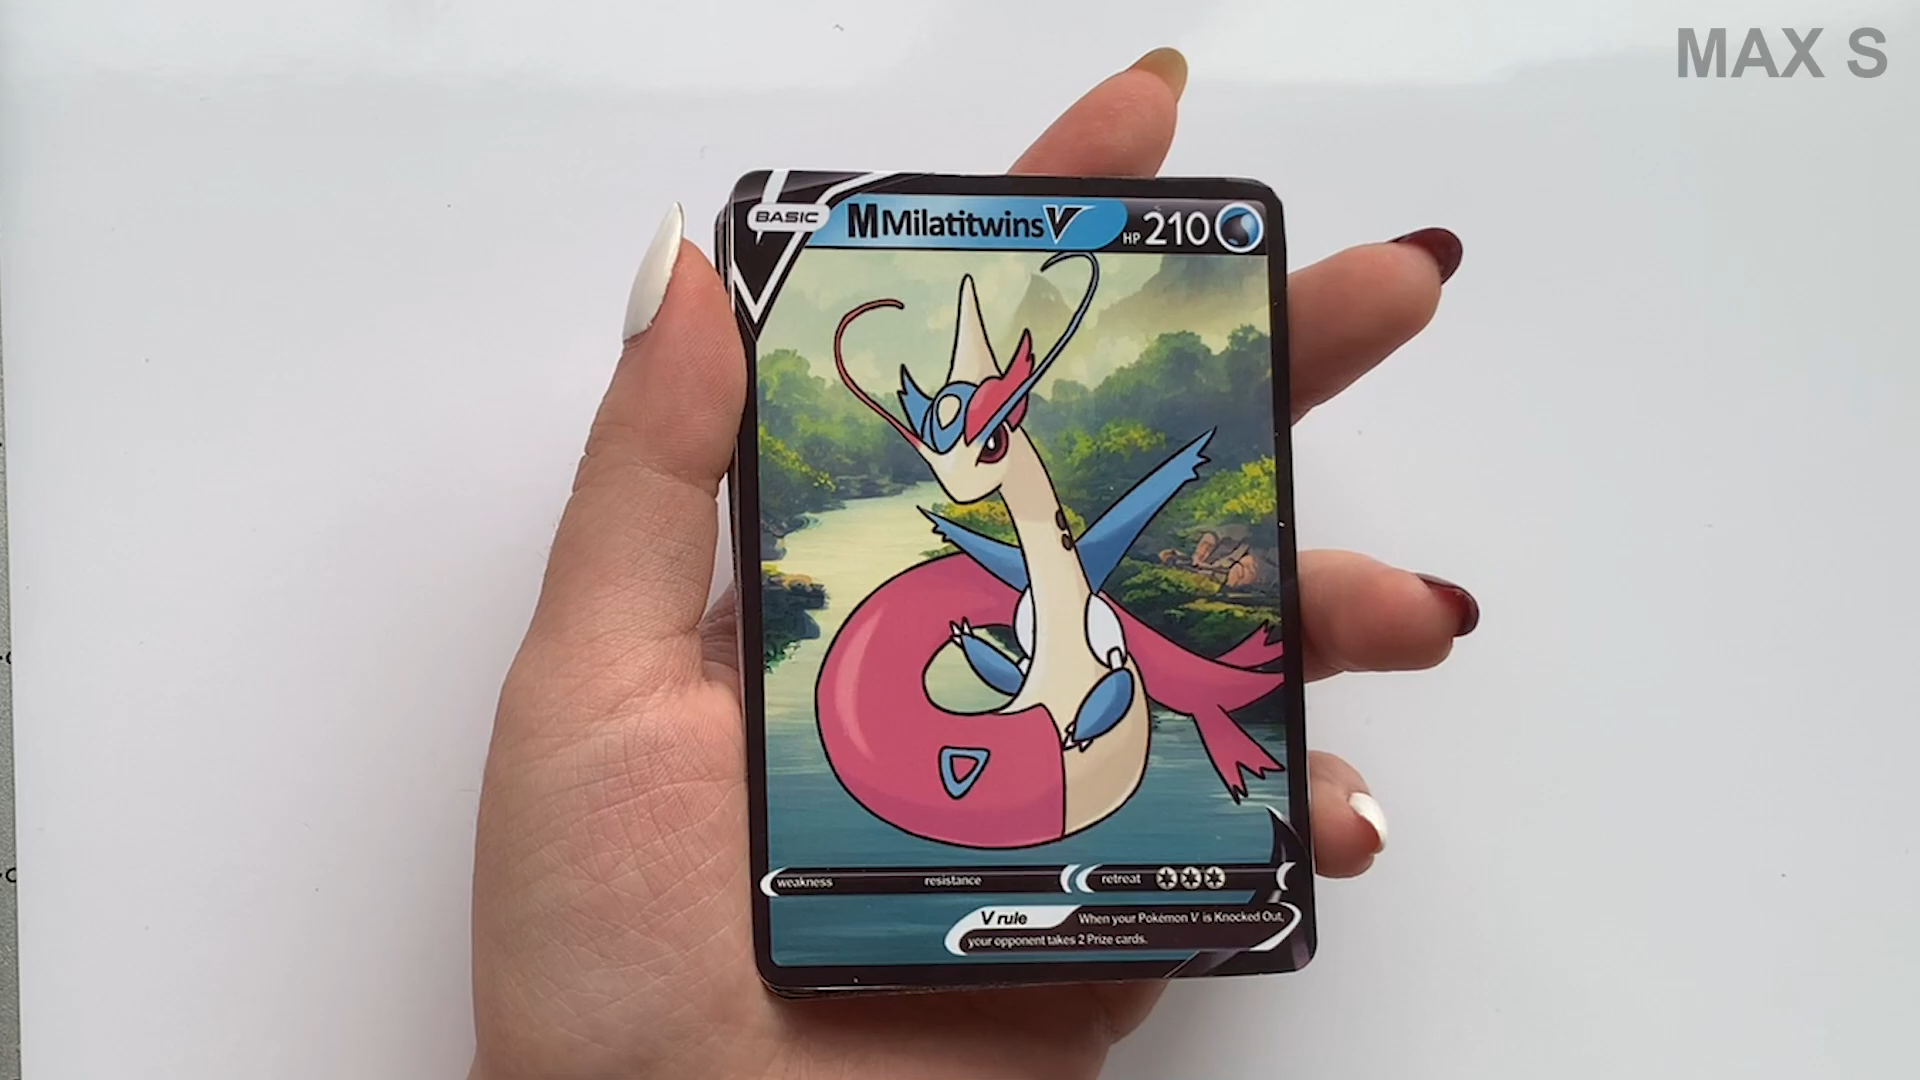 MAX S
BASIC
M Milatitwins V HP 210
weakness resistance retreat
V rule When your Pokémon V is Knocked Out,
your opponent takes 2 Prize cards.